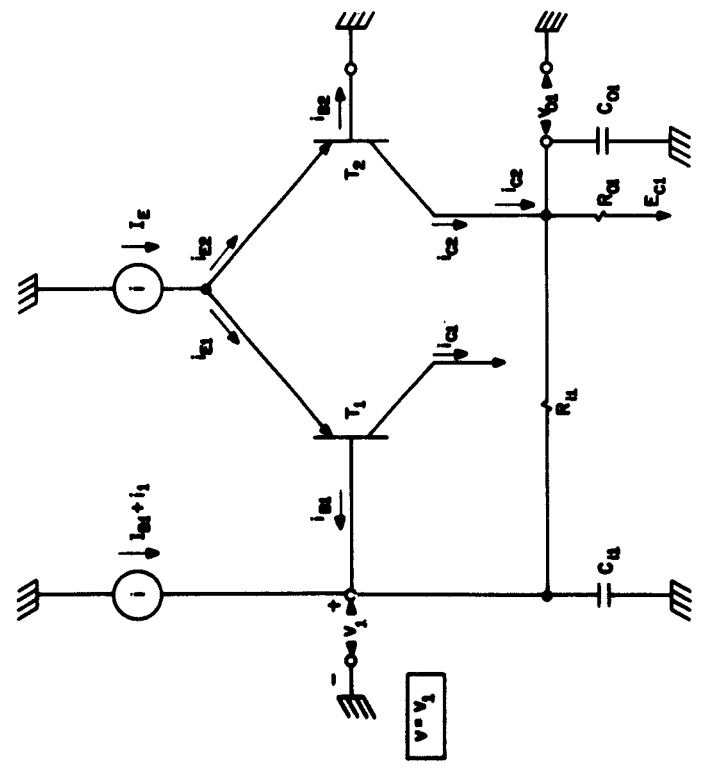 I_B1 + i_1
i
I_E
i
i_E1
i_E2
i_B1
i_B2
T_1
T_2
+
v_1
−
i_C1
i_C2
i_C2
v = v_1
R_i1
v_01
C_i1
R_01
C_01
E_C1